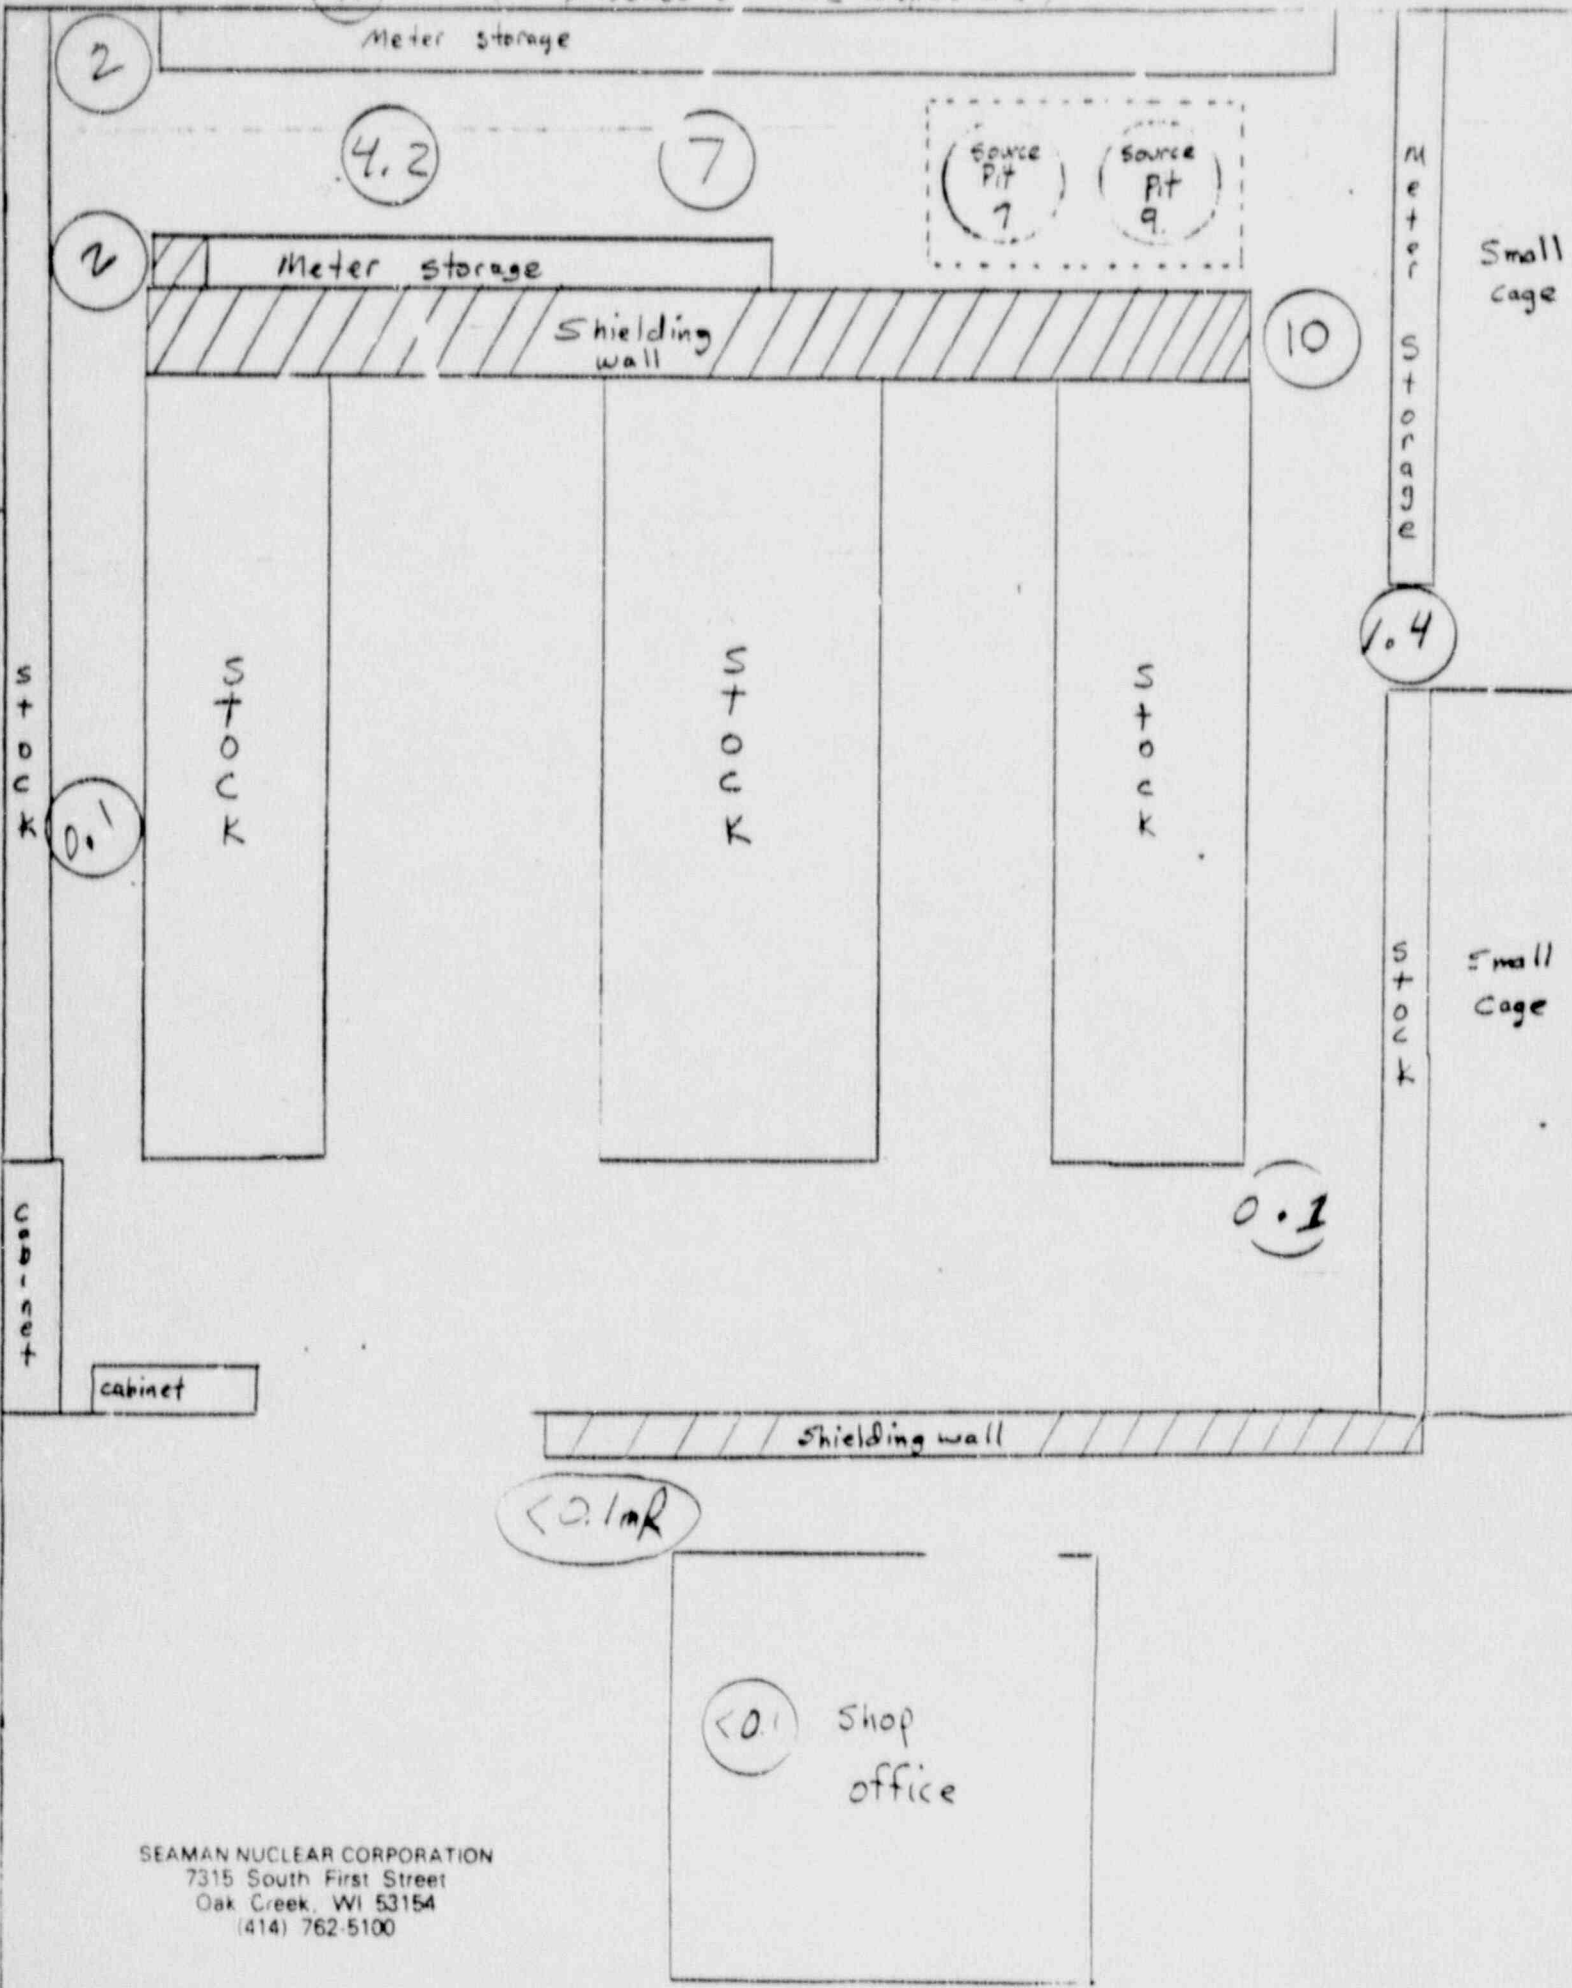 Meter storage
2
4.2
7
Source
Pit
7
Source
Pit
9.
2
Meter storage
Shielding
wall
10
Meter Storage
Small
cage
1.4
Stock
Stock
Stock
Stock
0.1
Stock
Small
Cage
0.1
Cabinet
cabinet
Shielding wall
<0.1mR
<0.1
Shop
office
SEAMAN NUCLEAR CORPORATION
7315 South First Street
Oak Creek, WI 53154
(414) 762-5100